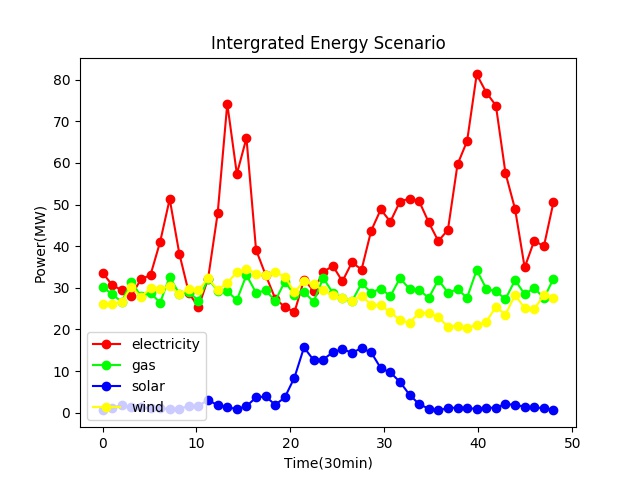 Intergrated Energy Scenario
Power(MW)
80
70
60
50
40
30
20
10
0
electricity
gas
solar
wind
0 10 20 30 40 50
Time(30min)